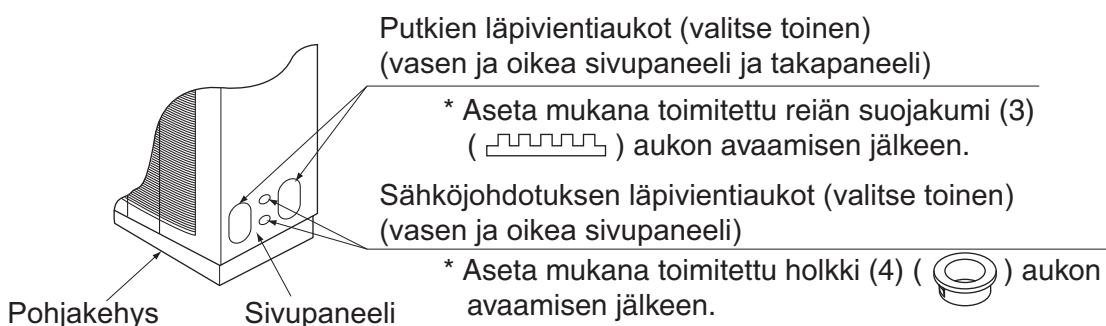 Putkien läpivientiaukot (valitse toinen)
(vasen ja oikea sivupaneeli ja takapaneeli)
* Aseta mukana toimitettu reiän suojakumi (3)
( ) aukon avaamisen jälkeen.
Sähköjohdotuksen läpivientiaukot (valitse toinen)
(vasen ja oikea sivupaneeli)
* Aseta mukana toimitettu holkki (4) ( ) aukon
avaamisen jälkeen.
Pohjakehys
Sivupaneeli